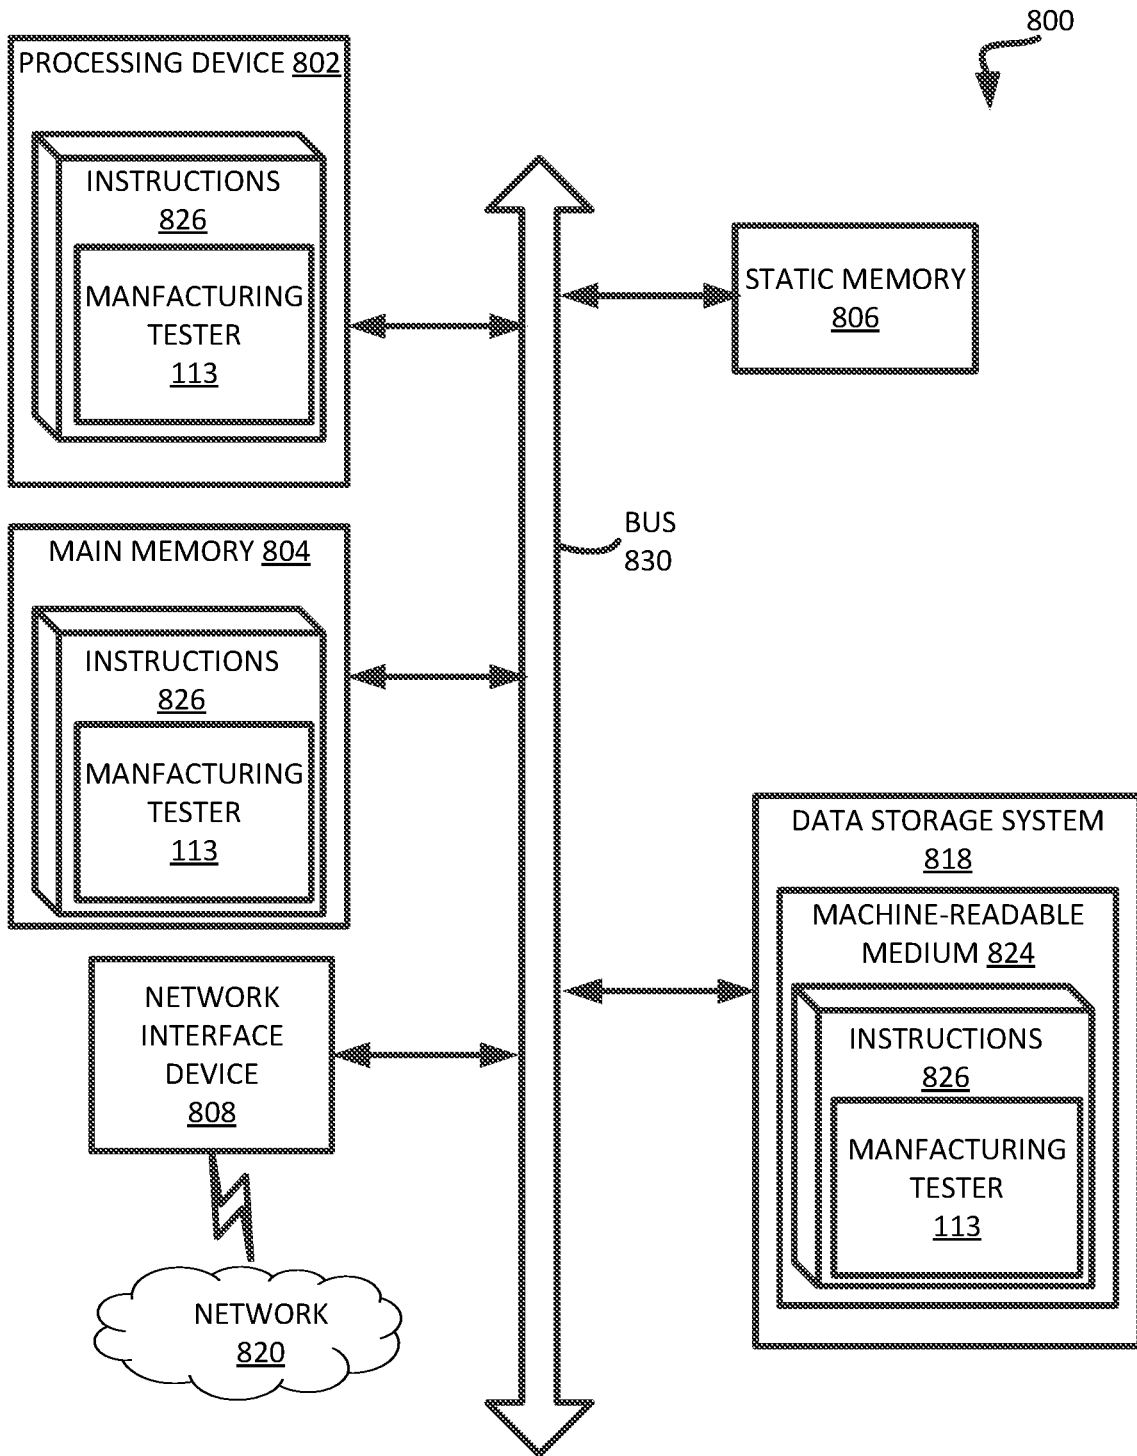 800
PROCESSING DEVICE 802
INSTRUCTIONS
826
MANFACTURING
TESTER
113
STATIC MEMORY
806
BUS
830
MAIN MEMORY 804
INSTRUCTIONS
826
MANFACTURING
TESTER
113
DATA STORAGE SYSTEM
818
MACHINE-READABLE
MEDIUM 824
INSTRUCTIONS
826
MANFACTURING
TESTER
113
NETWORK
INTERFACE
DEVICE
808
NETWORK
820